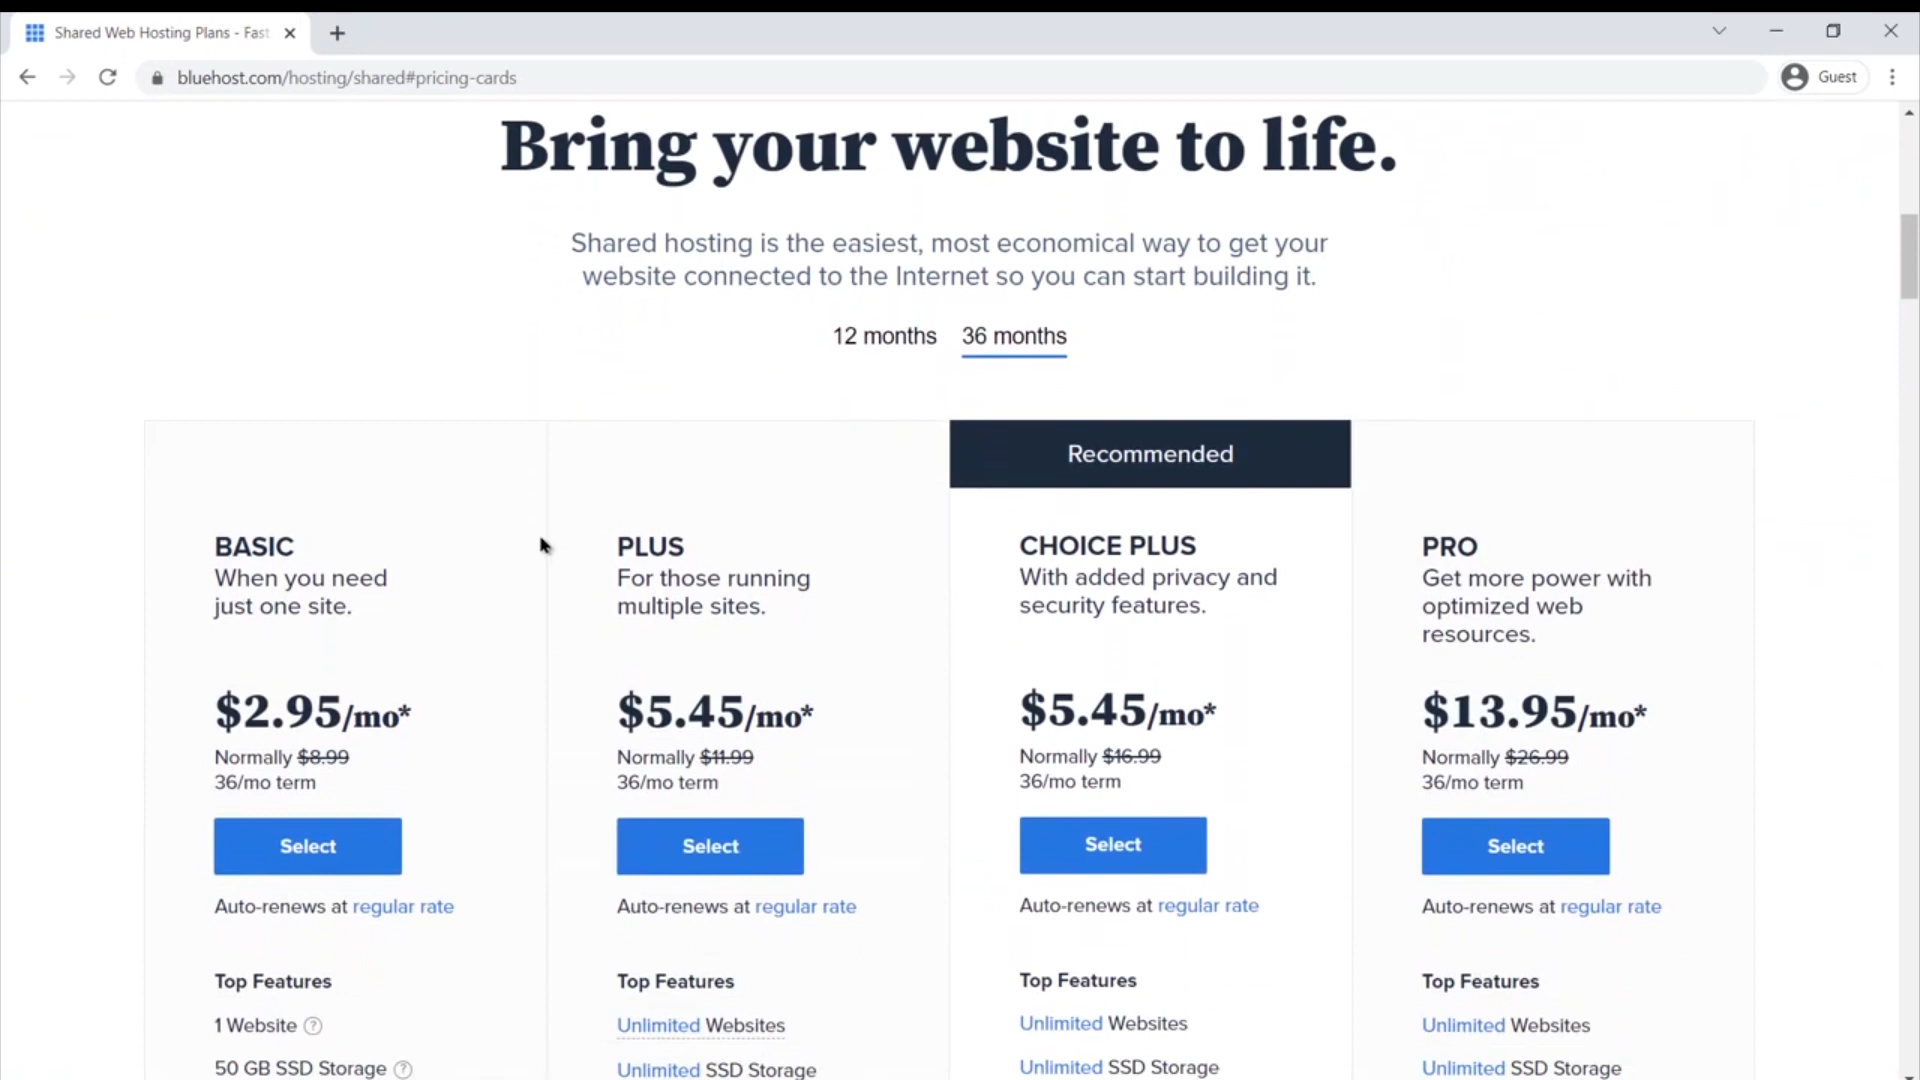 Shared Web Hosting Plans - Fast
bluehost.com/hosting/shared#pricing-cards
Guest
Bring your website to life.
Shared hosting is the easiest, most economical way to get your
website connected to the Internet so you can start building it.
12 months 36 months
Recommended
BASIC
When you need
just one site.
$2.95/mo*
Normally $8.99
36/mo term
Select
Auto-renews at regular rate
Top Features
1 Website ?
50 GB SSD Storage ?
PLUS
For those running
multiple sites.
$5.45/mo*
Normally $11.99
36/mo term
Select
Auto-renews at regular rate
Top Features
Unlimited Websites
Unlimited SSD Storage
CHOICE PLUS
With added privacy and
security features.
$5.45/mo*
Normally $16.99
36/mo term
Select
Auto-renews at regular rate
Top Features
Unlimited Websites
Unlimited SSD Storage
PRO
Get more power with
optimized web
resources.
$13.95/mo*
Normally $26.99
36/mo term
Select
Auto-renews at regular rate
Top Features
Unlimited Websites
Unlimited SSD Storage